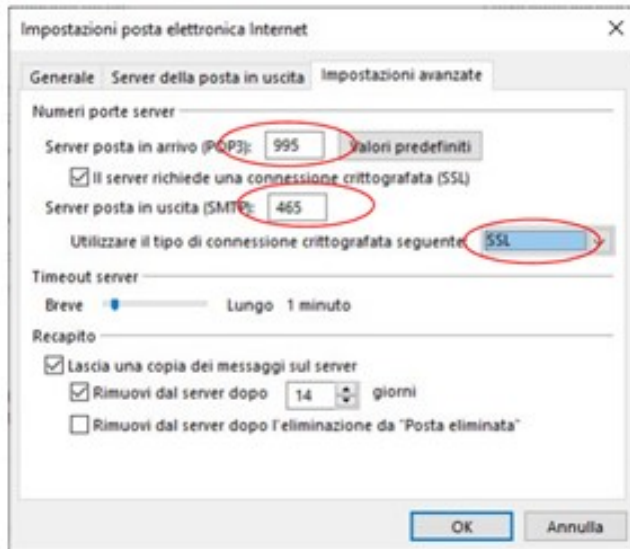 Impostazioni posta elettronica Internet
Generale Server della posta in uscita Impostazioni avanzate
Numeri porte server
Server posta in arrivo (POP3): 995 Valori predefiniti
Il server richiede una connessione crittografata (SSL)
Server posta in uscita (SMTP): 465
Utilizzare il tipo di connessione crittografata seguente: SSL
Timeout server
Breve Lungo 1 minuto
Recapito
Lascia una copia dei messaggi sul server
Rimuovi dal server dopo 14 giorni
Rimuovi dal server dopo l'eliminazione da "Posta eliminata"
OK Annulla